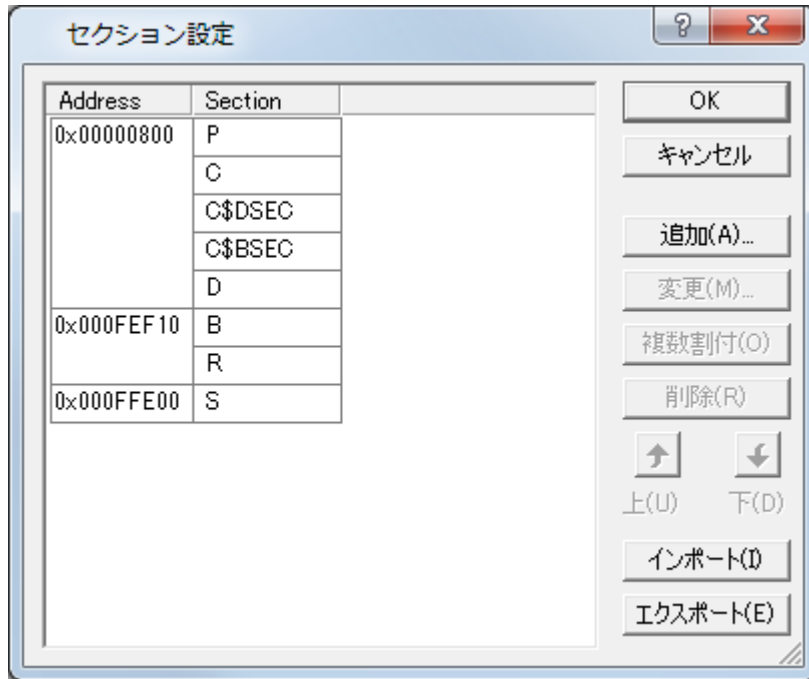 セクション設定
Address Section
0x00000800 P
C
C$DSEC
C$BSEC
D
0x000FEF10 B
R
0x000FFE00 S
OK
キャンセル
追加(A)...
変更(M)...
複数割付(O)
削除(R)
上(U) 下(D)
インポート(I)
エクスポート(E)